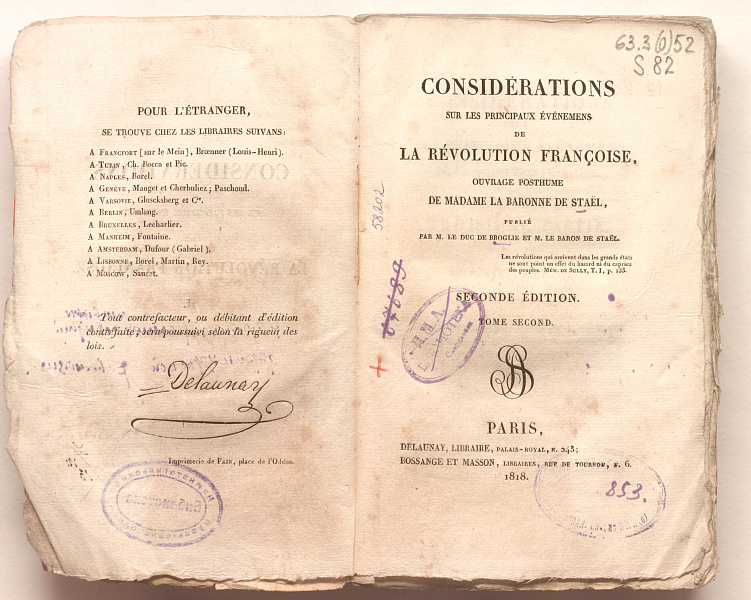 POUR L'ÉTRANGER,
SE TROUVE CHEZ LES LIBRAIRES SUIVANS:
A FRANCFORT [sur le Mein], Brœnner (Louis-Henri).
A TURIN, Ch. Bocca et Pic.
A NAPLES, Borel.
A GENÈVE, Manget et Cherbuliez; Paschoud.
A VARSOVIE, Glucksberg et Cie.
A BERLIN, Umlang.
A BRUXELLES, Lecharlier.
A MANHEIM, Fontaine.
A AMSTERDAM, Dufour (Gabriel).
A LISBONNE, Borel, Martin, Rey.
A MOSCOW, Sancet.
Tout contrefacteur, ou débitant d'édition
contrefaite, sera poursuivi selon la rigueur des
lois.
Delaunay
Imprimerie de FAIN, place de l'Odéon.
Библиотека
63.3(0)52
S 82
CONSIDÉRATIONS
SUR LES PRINCIPAUX ÉVÉNEMENS
DE
LA RÉVOLUTION FRANÇOISE,
OUVRAGE POSTHUME
DE MADAME LA BARONNE DE STAËL,
PUBLIÉ
PAR M. LE DUC DE BROGLIE ET M. LE BARON DE STAËL.
Les révolutions qui arrivent dans les grands états
ne sont point un effet du hasard ni du caprice
des peuples. MÉM. DE SULLY, T. I, p. 133.
SECONDE ÉDITION.
TOME SECOND.
58202
PARIS,
DELAUNAY, LIBRAIRE, PALAIS-ROYAL, N. 243;
BOSSANGE ET MASSON, LIBRAIRES, RUE DE TOURNON, N. 6.
1818.
853.